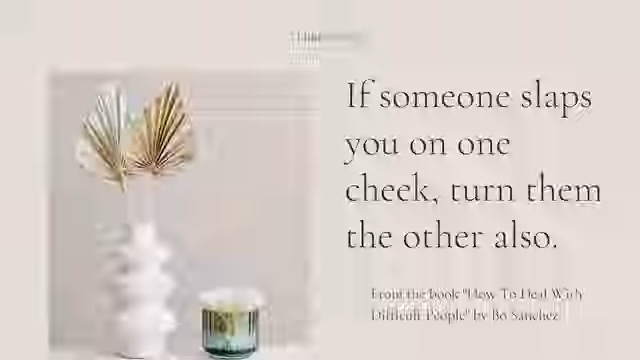 If someone slaps
you on one
cheek, turn them
the other also.
From the book "How To Deal With
Difficult People" by Bo Sanchez